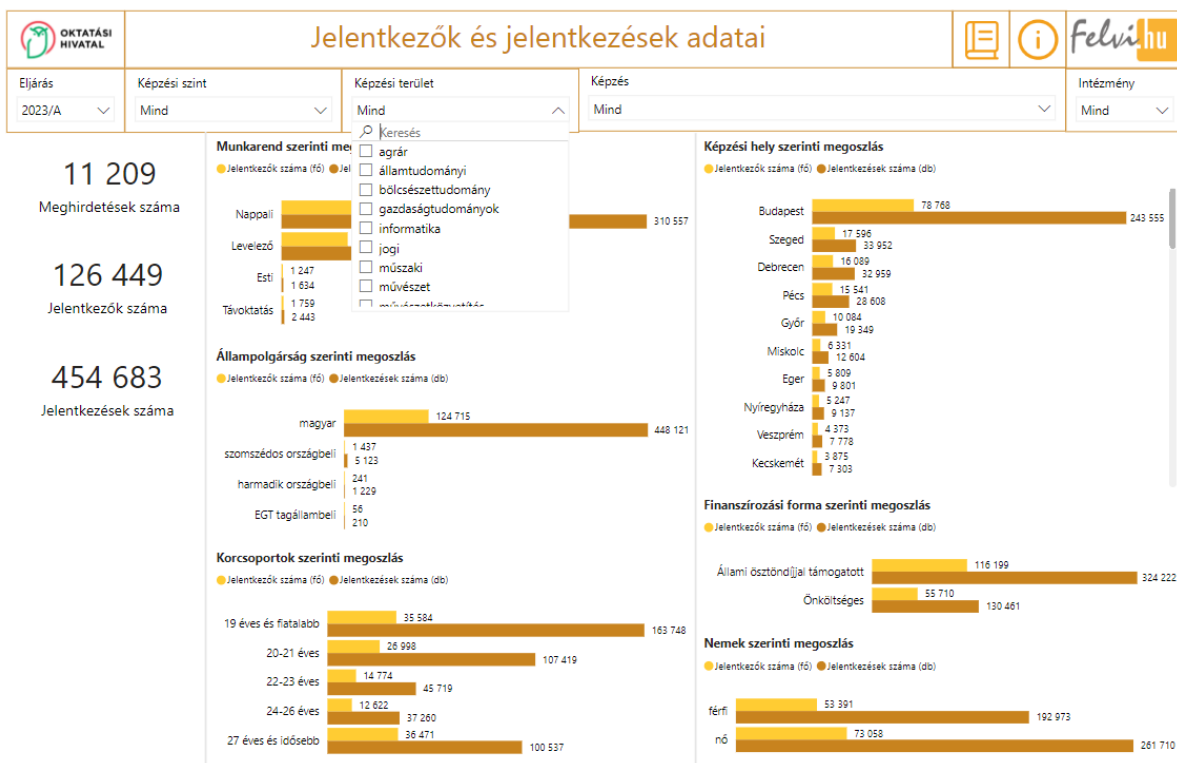 OKTATÁSI
HIVATAL
Jelentkezők és jelentkezések adatai
Felvi.hu
Eljárás
2023/A
Képzési szint
Mind
Képzési terület
Mind
Keresés
agrár
államtudományi
bölcsészettudomány
gazdaságtudományok
informatika
jogi
műszaki
művészet
művészetközvetítés
Képzés
Mind
Intézmény
Mind
11 209
Meghirdetések száma
126 449
Jelentkezők száma
454 683
Jelentkezések száma
Munkarend szerinti me
Jelentkezők száma (fő) Jel
Nappali 310 557
Levelező
Esti 1 247
1 634
Távoktatás 1 759
2 443
Állampolgárság szerinti megoszlás
Jelentkezők száma (fő) Jelentkezések száma (db)
magyar 124 715
448 121
szomszédos országbeli 1 437
5 123
harmadik országbeli 241
1 229
EGT tagállambeli 56
210
Korcsoportok szerinti megoszlás
Jelentkezők száma (fő) Jelentkezések száma (db)
19 éves és fiatalabb 35 584
163 748
20-21 éves 26 998
107 419
22-23 éves 14 774
45 719
24-26 éves 12 622
37 260
27 éves és idősebb 36 471
100 537
Képzési hely szerinti megoszlás
Jelentkezők száma (fő) Jelentkezések száma (db)
Budapest 78 768
243 555
Szeged 17 596
33 952
Debrecen 16 089
32 959
Pécs 15 541
28 608
Győr 10 084
19 349
Miskolc 6 331
12 604
Eger 5 809
9 801
Nyíregyháza 5 247
9 137
Veszprém 4 373
7 778
Kecskemét 3 875
7 303
Finanszírozási forma szerinti megoszlás
Jelentkezők száma (fő) Jelentkezések száma (db)
Állami ösztöndíjjal támogatott 116 199
324 222
Önköltséges 55 710
130 461
Nemek szerinti megoszlás
Jelentkezők száma (fő) Jelentkezések száma (db)
férfi 53 391
192 973
nő 73 058
261 710